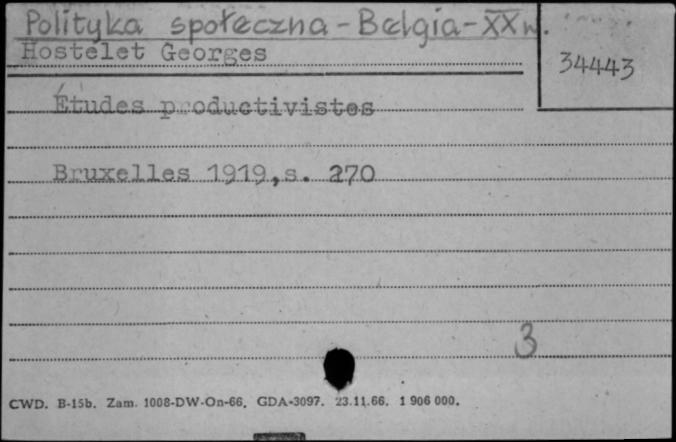 Polityka społeczna - Belgia - XX w.
34443
Hostelet Georges
Études productivistes
Bruxelles 1919,s. 270
3
CWD. B-15b. Zam. 1008-DW-On-66. GDA-3097. 23.11.66. 1 906 000.